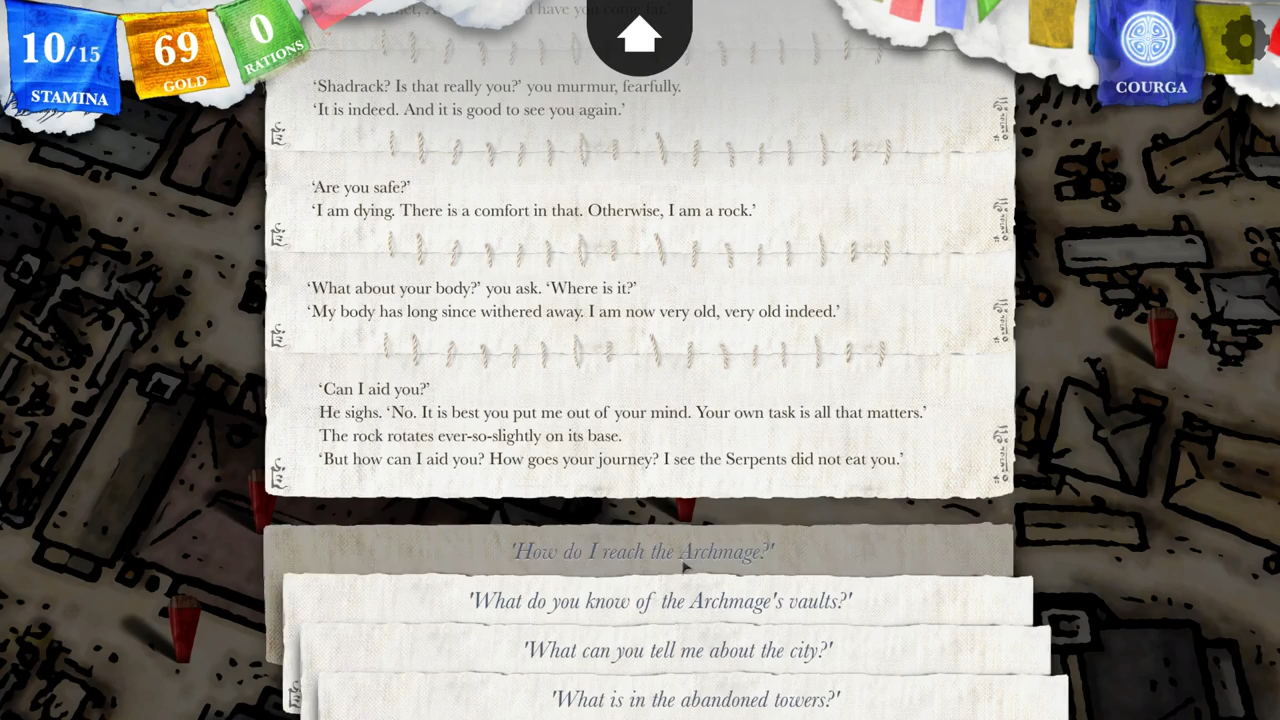 10/15
STAMINA
69
GOLD
0
RATIONS
COURGA
have you come far.'
‘Shadrack? Is that really you?’ you murmur, fearfully.
‘It is indeed. And it is good to see you again.’
‘Are you safe?’
‘I am dying. There is a comfort in that. Otherwise, I am a rock.’
‘What about your body?’ you ask. ‘Where is it?’
‘My body has long since withered away. I am now very old, very old indeed.’
‘Can I aid you?’
He sighs. ‘No. It is best you put me out of your mind. Your own task is all that matters.’
The rock rotates ever-so-slightly on its base.
‘But how can I aid you? How goes your journey? I see the Serpents did not eat you.’
'How do I reach the Archmage?'
'What do you know of the Archmage's vaults?'
'What can you tell me about the city?'
'What is in the abandoned towers?'